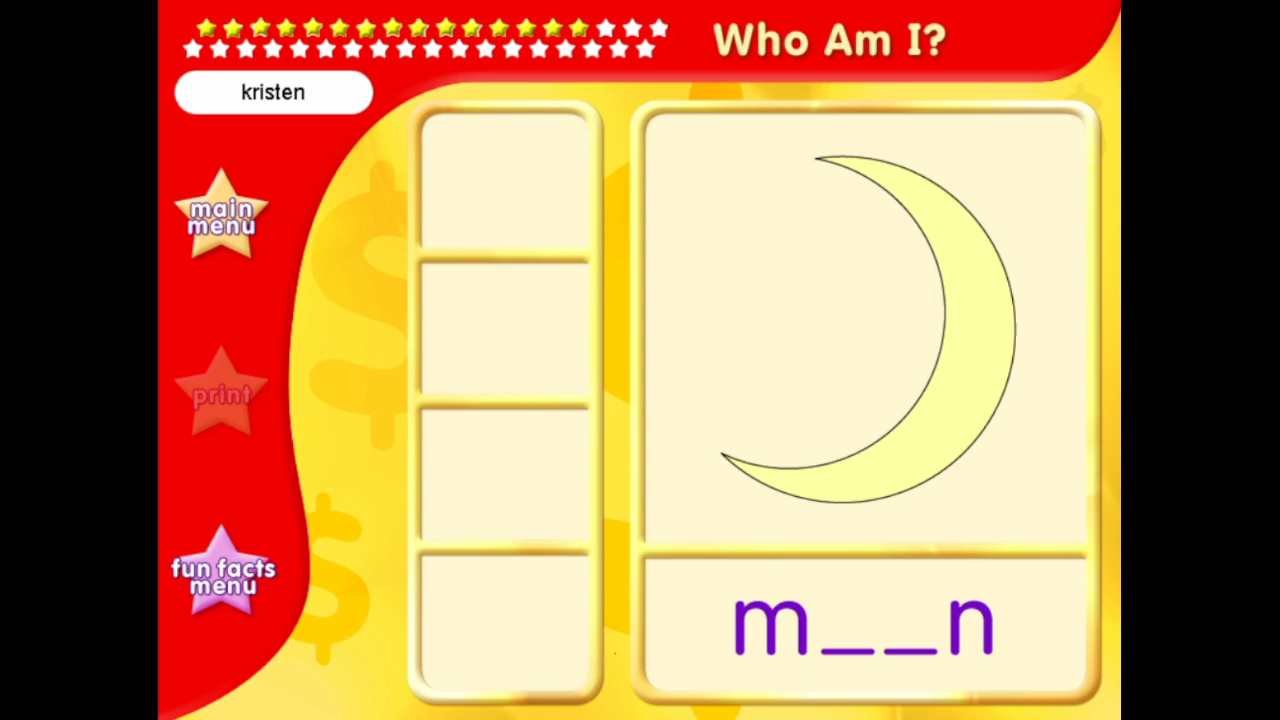 Who Am I?
kristen
main
menu
print
fun facts
menu
m__n